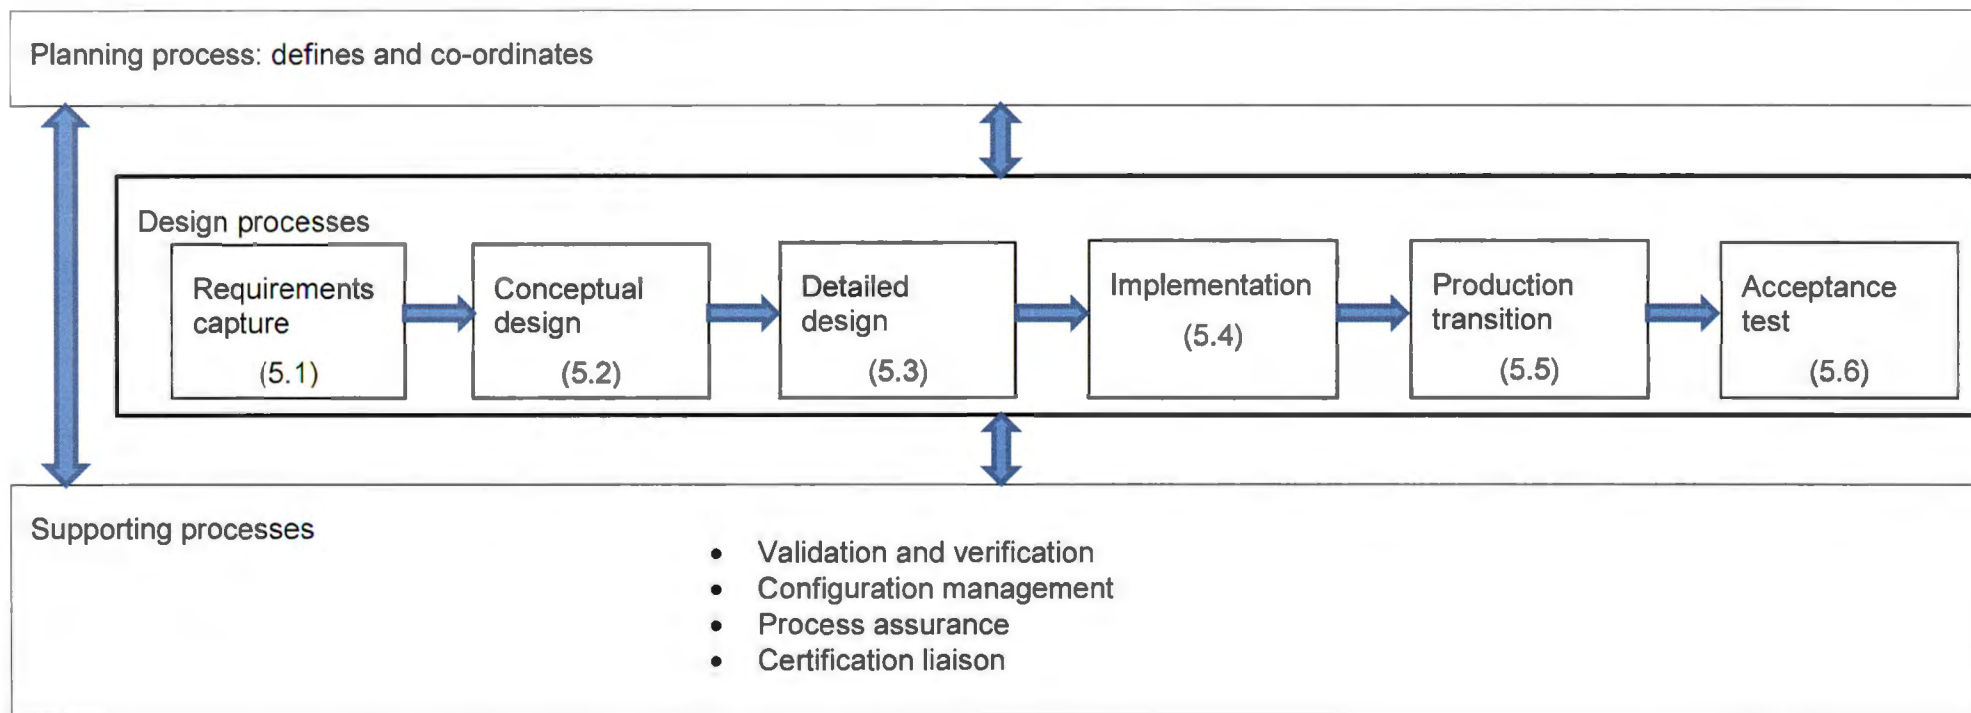 Planning process: defines and co-ordinates
Design processes
Requirements
capture
(5.1)
Conceptual
design
(5.2)
Detailed
design
(5.3)
Implementation
(5.4)
Production
transition
(5.5)
Acceptance
test
(5.6)
Supporting processes
• Validation and verification
• Configuration management
• Process assurance
• Certification liaison